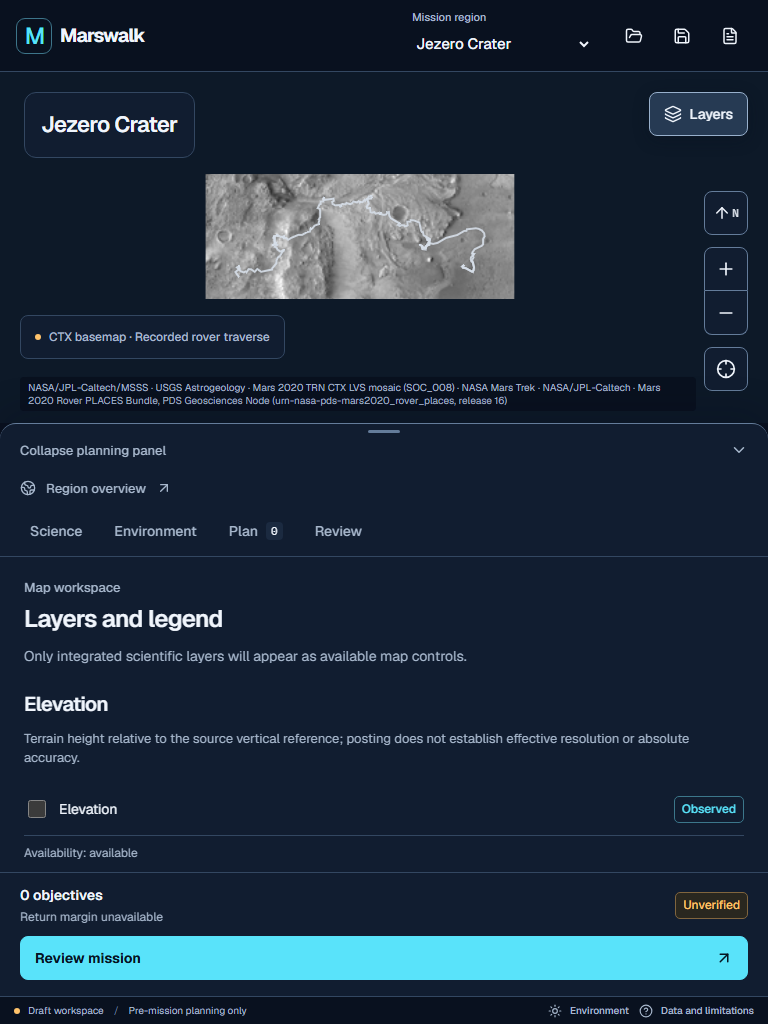 M Marswalk
Mission region
Jezero Crater
Jezero Crater
Layers
N
CTX basemap · Recorded rover traverse
NASA/JPL-Caltech/MSSS · USGS Astrogeology · Mars 2020 TRN CTX LVS mosaic (SOC_008) · NASA Mars Trek · NASA/JPL-Caltech · Mars
2020 Rover PLACES Bundle, PDS Geosciences Node (urn-nasa-pds-mars2020_rover_places, release 16)
Collapse planning panel
Region overview
Science Environment Plan 0 Review
Map workspace
Layers and legend
Only integrated scientific layers will appear as available map controls.
Elevation
Terrain height relative to the source vertical reference; posting does not establish effective resolution or absolute
accuracy.
Elevation Observed
Availability: available
0 objectives
Return margin unavailable
Unverified
Review mission
Draft workspace / Pre-mission planning only Environment Data and limitations